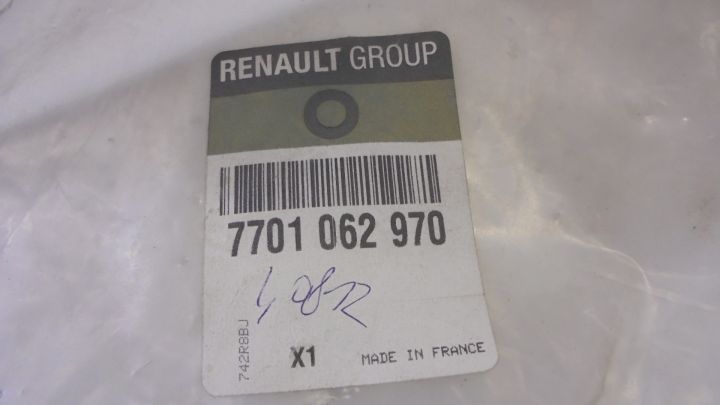 RENAULT GROUP
7701 062 970
742R8BJ
X1 MADE IN FRANCE